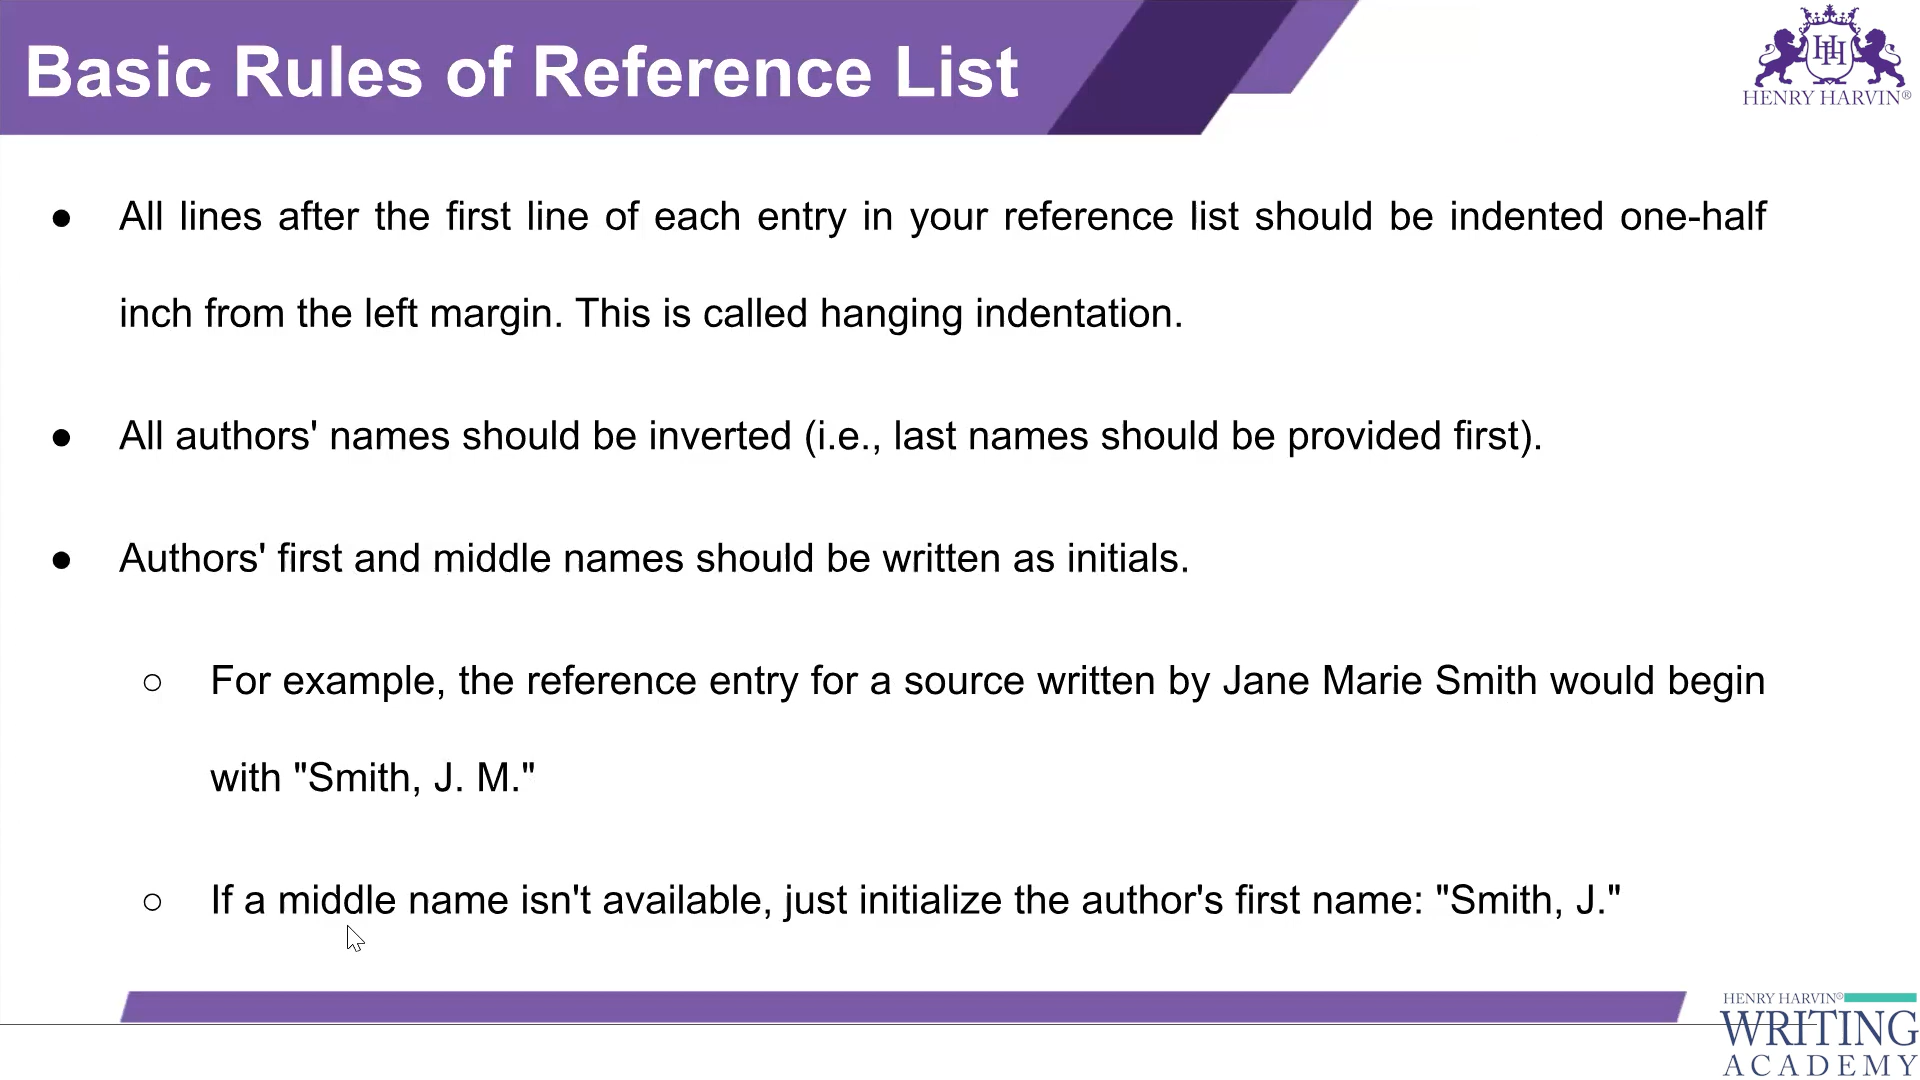 Basic Rules of Reference List
HENRY HARVIN®
● All lines after the first line of each entry in your reference list should be indented one-half
inch from the left margin. This is called hanging indentation.
● All authors' names should be inverted (i.e., last names should be provided first).
● Authors' first and middle names should be written as initials.
○ For example, the reference entry for a source written by Jane Marie Smith would begin
with "Smith, J. M."
○ If a middle name isn't available, just initialize the author's first name: "Smith, J."
HENRY HARVIN®
WRITING
ACADEMY